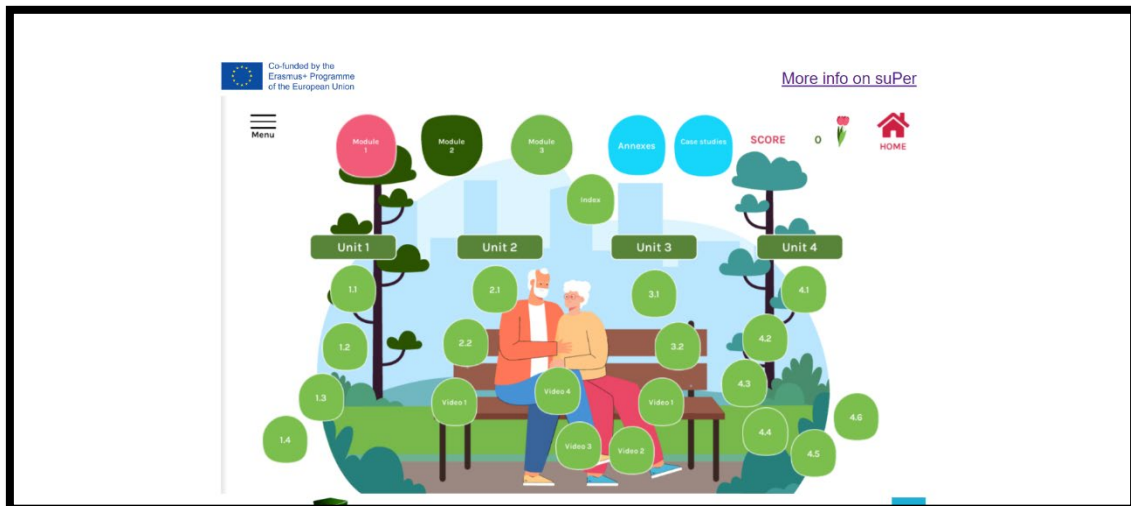 Co-funded by the
Erasmus+ Programme
of the European Union
More info on suPer
Menu
Module
1
Module
2
Module
3
Annexes
Case studies
SCORE
0
HOME
Index
Unit 1
Unit 2
Unit 3
Unit 4
1.1
2.1
3.1
4.1
1.2
2.2
3.2
4.2
1.3
Video 1
Video 4
Video 1
4.3
1.4
Video 3
Video 2
4.4
4.5
4.6